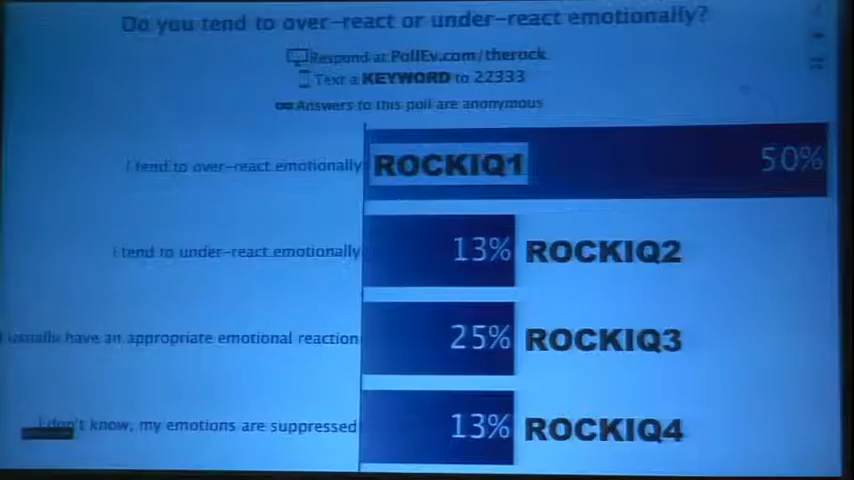 Do you tend to over-react or under-react emotionally?
Respond at PollEv.com/therock
Text a KEYWORD to 22333
Answers to this poll are anonymous
I tend to over-react emotionally ROCKIQ1 50%
I tend to under-react emotionally 13% ROCKIQ2
I usually have an appropriate emotional reaction 25% ROCKIQ3
I don't know, my emotions are suppressed 13% ROCKIQ4